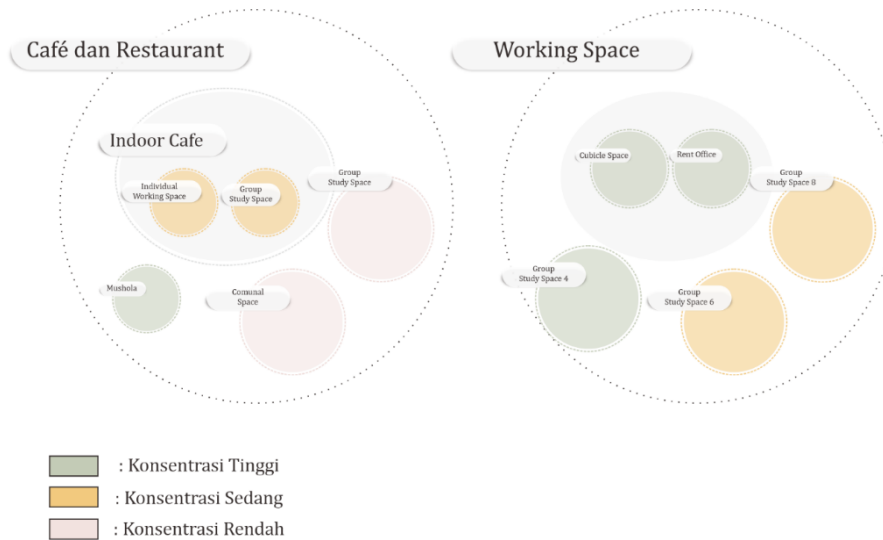 Café dan Restaurant
Working Space
Indoor Cafe
Individual
Working Space
Group
Study Space
Group
Study Space
Mushola
Comunal
Space
Cubicle Space
Rent Office
Group
Study Space 8
Group
Study Space 4
Group
Study Space 6
: Konsentrasi Tinggi
: Konsentrasi Sedang
: Konsentrasi Rendah